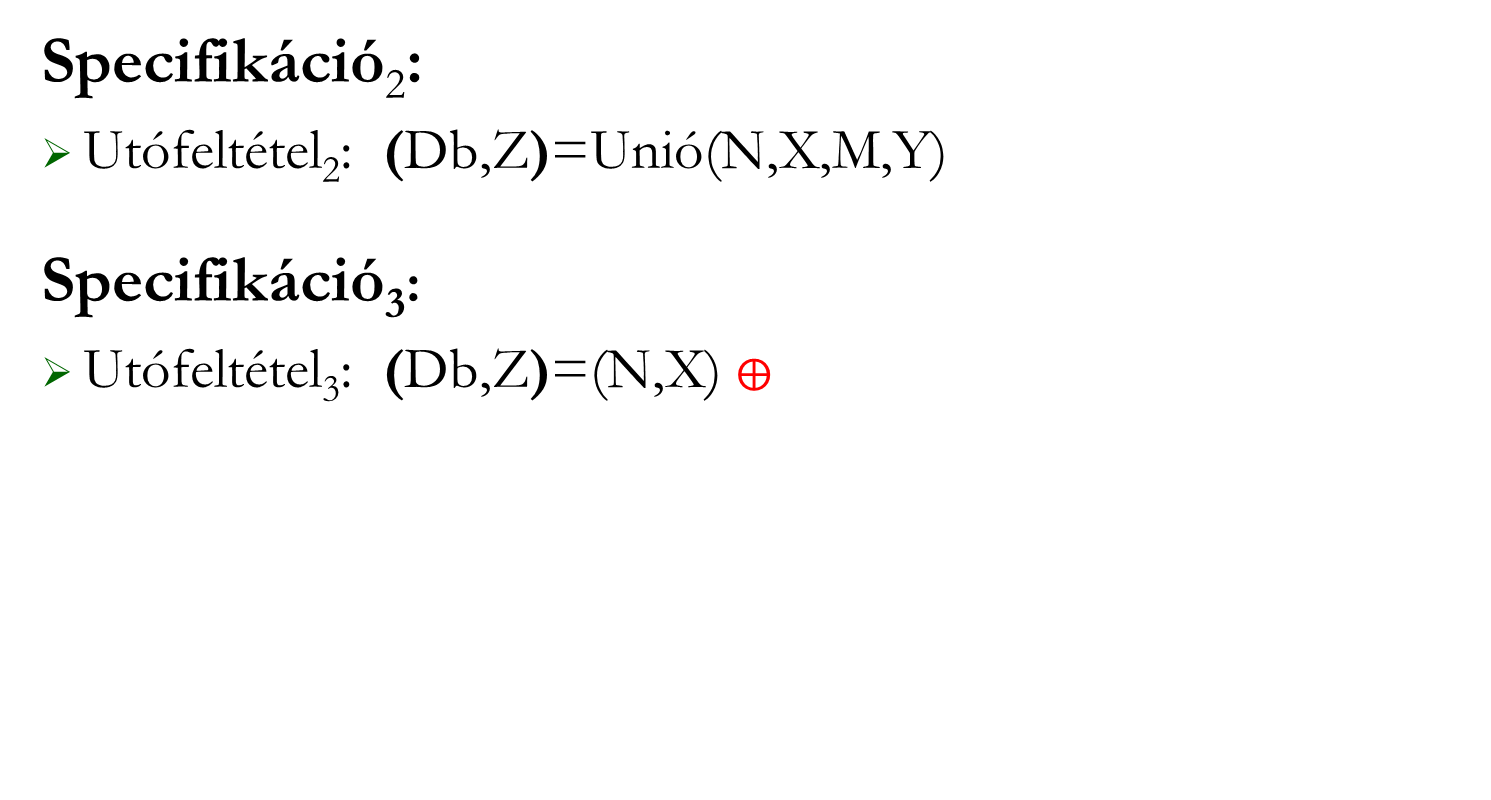 Specifikáció₂:
➢ Utófeltétel₂: (Db,Z)=Unió(N,X,M,Y)
Specifikáció₃:
➢ Utófeltétel₃: (Db,Z)=(N,X) ⊕